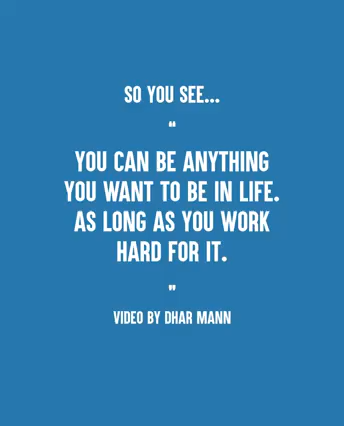 SO YOU SEE...
"
YOU CAN BE ANYTHING
YOU WANT TO BE IN LIFE.
AS LONG AS YOU WORK
HARD FOR IT.
"
VIDEO BY DHAR MANN